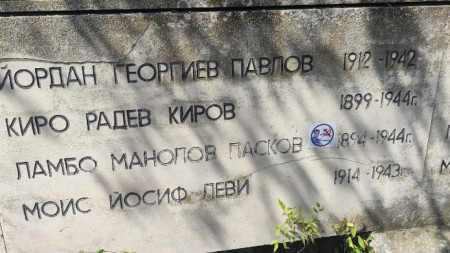 ЙОРДАН ГЕОРГИЕВ ПАВЛОВ 1912-1942
КИРО РАДЕВ КИРОВ 1899-1944г.
ЛАМБО МАНОЛОВ ПАСКОВ 1894-1944г.
МОИС ЙОСИФ ЛЕВИ 1914-1943г.